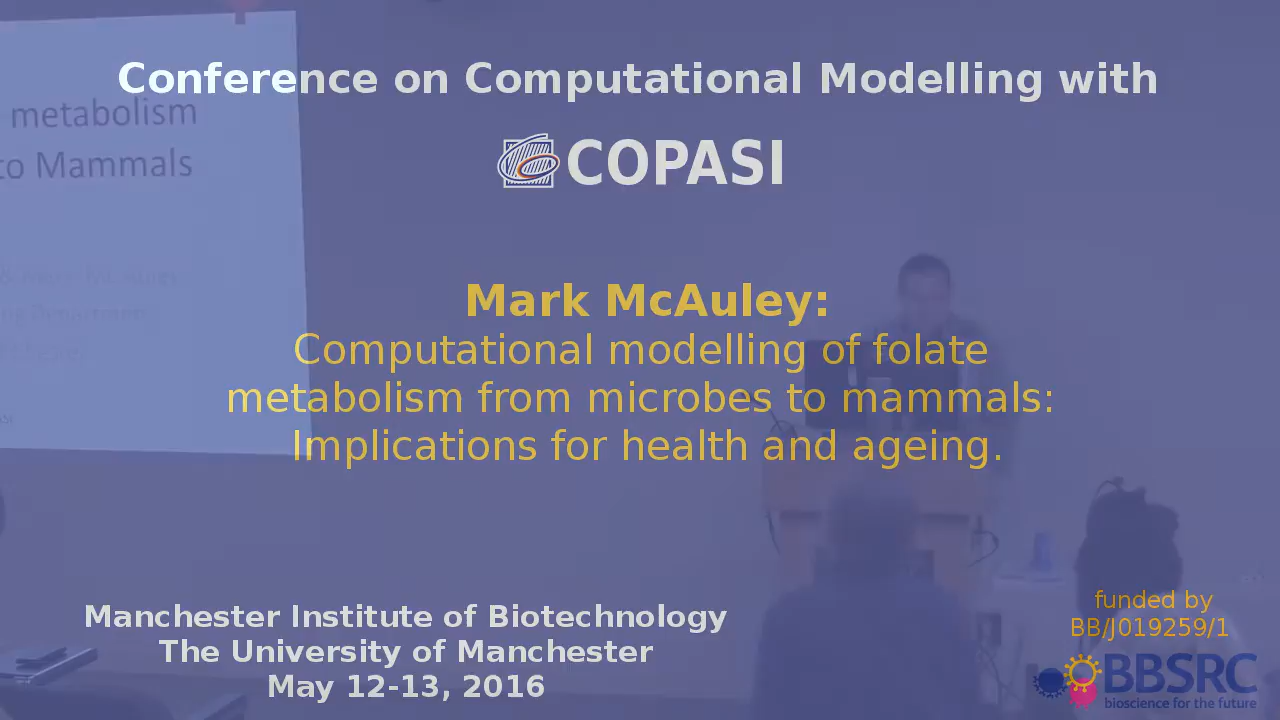 Conference on Computational Modelling with
COPASI
metabolism
to Mammals
Mark McAuley:
Computational modelling of folate
metabolism from microbes to mammals:
Implications for health and ageing.
Manchester Institute of Biotechnology
The University of Manchester
May 12-13, 2016
funded by
BB/J019259/1
BBSRC
bioscience for the future